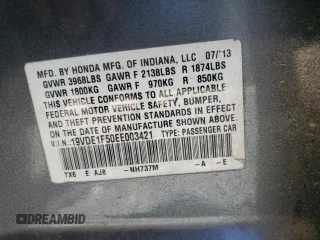 MFD. BY HONDA MFG. OF INDIANA, LLC 07/'13
GVWR 3968LBS GAWR F 2138LBS R 1874LBS
GVWR 1800KG GAWR F 970KG R 850KG
THIS VEHICLE CONFORMS TO ALL APPLICABLE
FEDERAL MOTOR VEHICLE SAFETY, BUMPER,
AND THEFT PREVENTION STANDARDS IN EFFECT ON
THE DATE OF MANUFACTURE SHOWN ABOVE.
V.I.N.: 19VDE1F50EE003421 TYPE: PASSENGER CAR
TX6 E AJ8 -NH737M -A -E
DREAMBID